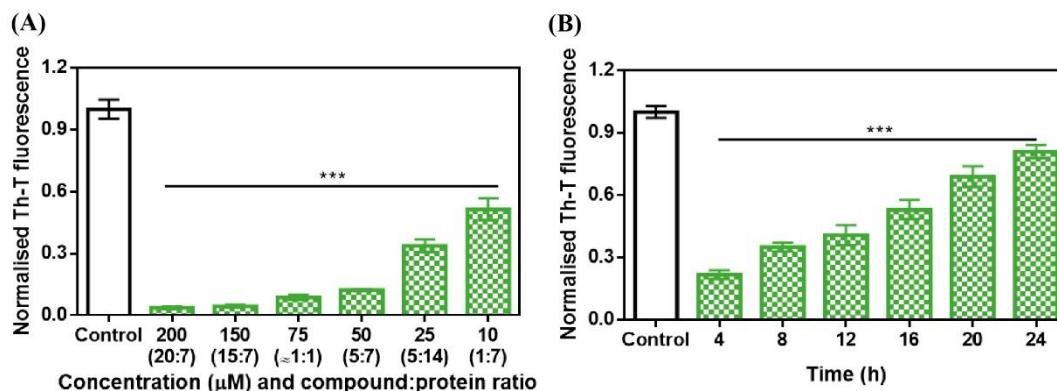 (A)
Normalised Th-T fluorescence
1.2
0.9
0.6
0.3
0.0
***
Control 200 150 75 50 25 10
(20:7) (15:7) (≈1:1) (5:7) (5:14) (1:7)
Concentration (μM) and compound:protein ratio
(B)
Normalised Th-T fluorescence
1.2
0.9
0.6
0.3
0.0
***
Control 4 8 12 16 20 24
Time (h)